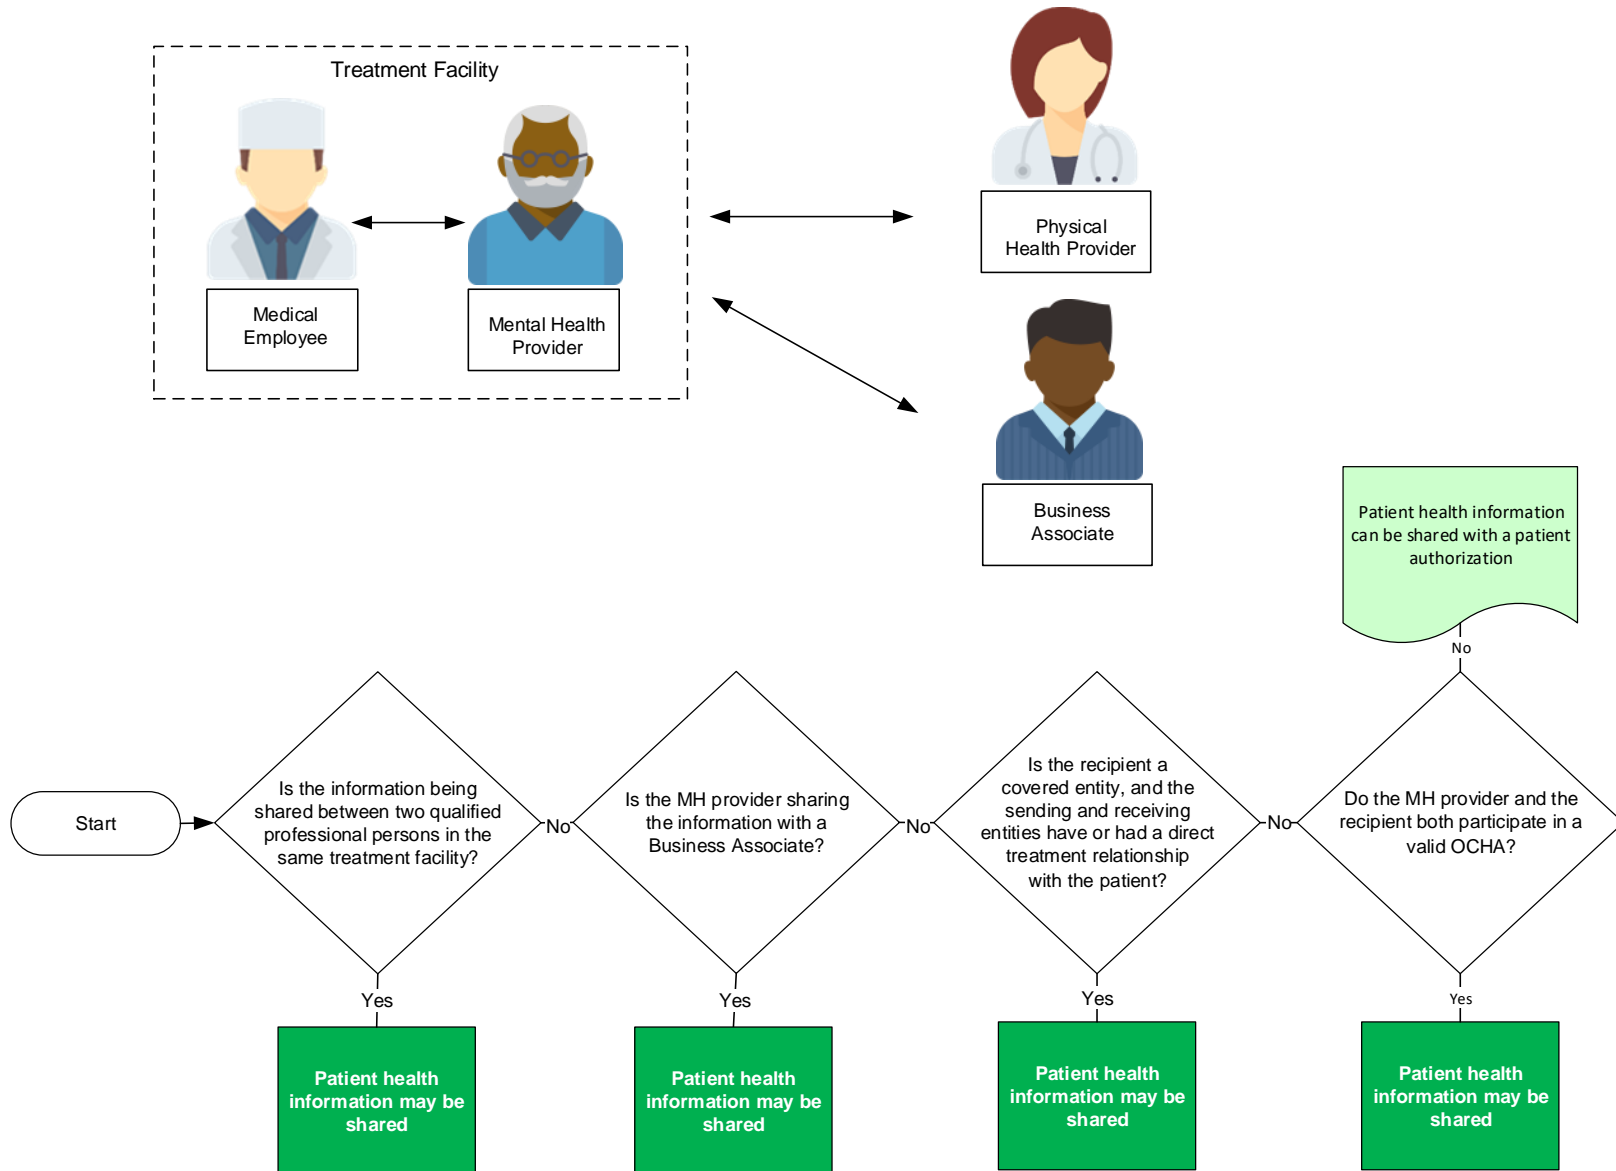 Treatment Facility
Medical
Employee
Mental Health
Provider
Physical
Health Provider
Business
Associate
Patient health information
can be shared with a patient
authorization
No
Start
Is the information being
shared between two qualified
professional persons in the
same treatment facility?
No
Is the MH provider sharing
the information with a
Business Associate?
No
Is the recipient a
covered entity, and the
sending and receiving
entities have or had a direct
treatment relationship
with the patient?
No
Do the MH provider and the
recipient both participate in a
valid OCHA?
Yes
Yes
Yes
Yes
Patient health
information may be
shared
Patient health
information may be
shared
Patient health
information may be
shared
Patient health
information may be
shared